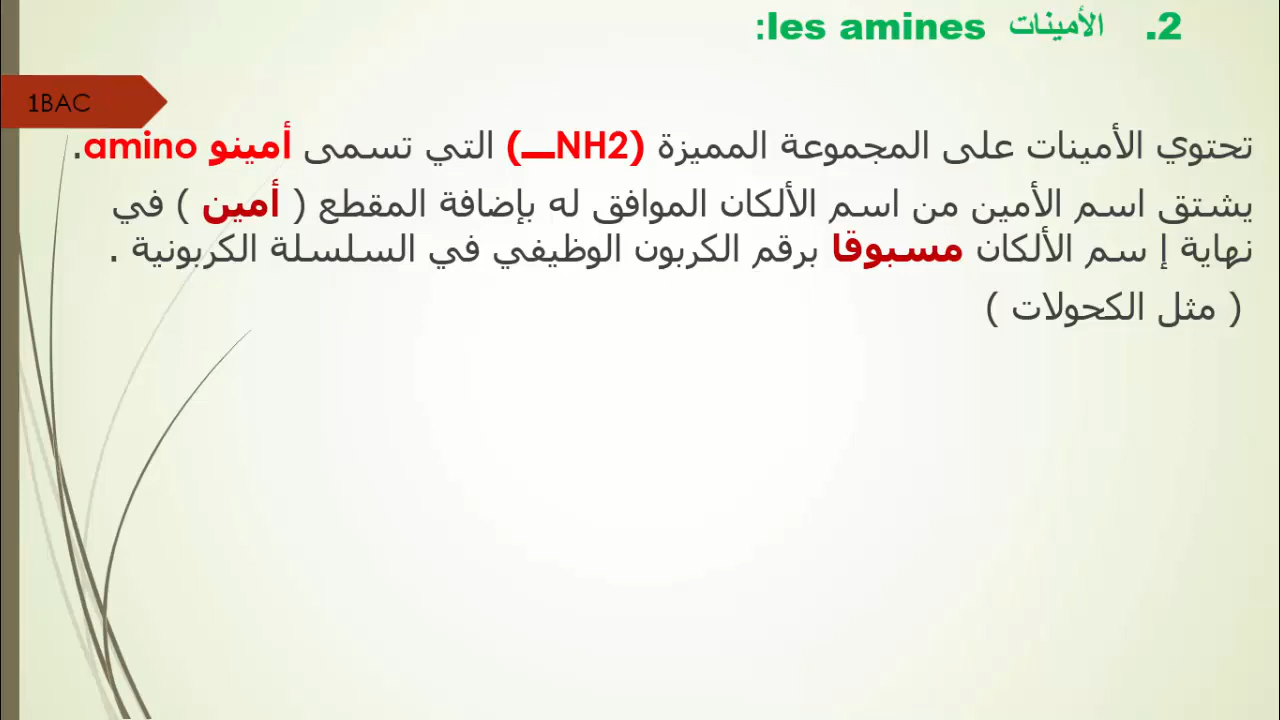 2. الأمينات les amines:
1BAC
تحتوي الأمينات على المجموعة المميزة (NH2ــ) التي تسمى أمينو amino.
يشتق اسم الأمين من اسم الألكان الموافق له بإضافة المقطع ( أمين ) في
نهاية إ سم الألكان مسبوقا برقم الكربون الوظيفي في السلسلة الكربونية .
( مثل الكحولات )